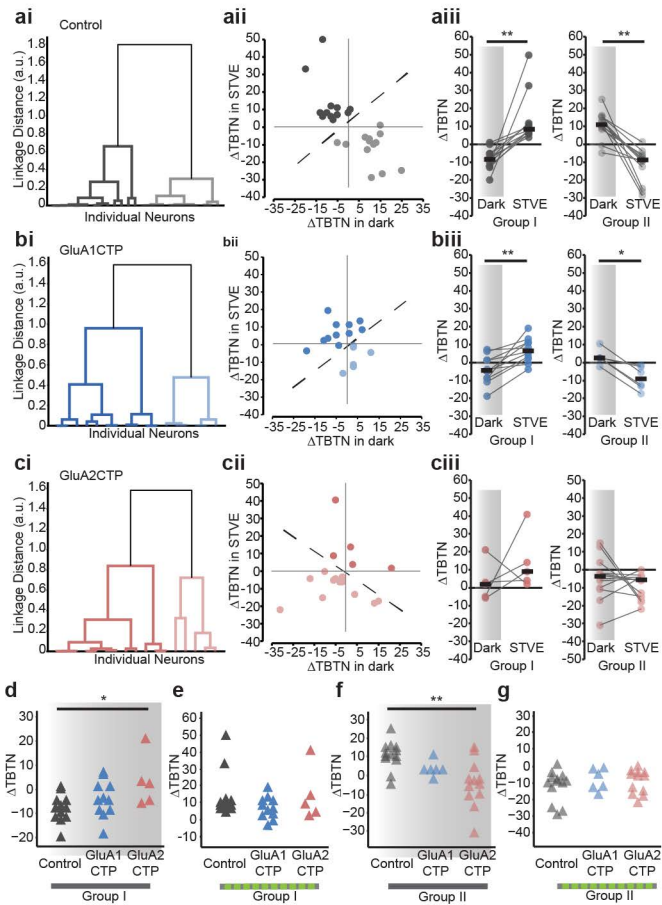 ai
Control
Linkage Distance (a.u.)
1.8
1.6
1.4
1.2
1.0
0.8
0.6
0.4
0.2
0
Individual Neurons
aii
ΔTBTN in STVE
50
40
30
20
10
0
-10
-20
-30
-40
-35 -25 -15 -5 5 15 25 35
ΔTBTN in dark
aiii
ΔTBTN
60
50
40
30
20
10
0
-10
-20
-30
-40
**
Dark STVE
Group I
60
50
40
30
20
10
0
-10
-20
-30
-40
**
Dark STVE
Group II
bi
GluA1CTP
Linkage Distance (a.u.)
1.6
1.4
1.2
1.0
0.8
0.6
0.4
0.2
0
Individual Neurons
bii
ΔTBTN in STVE
50
40
30
20
10
0
-10
-20
-30
-40
-35 -25 -15 -5 5 15 25 35
ΔTBTN in dark
biii
ΔTBTN
60
50
40
30
20
10
0
-10
-20
-30
-40
**
Dark STVE
Group I
60
50
40
30
20
10
0
-10
-20
-30
-40
*
Dark STVE
Group II
ci
GluA2CTP
Linkage Distance (a.u.)
1.6
1.4
1.2
1.0
0.8
0.6
0.4
0.2
0
Individual Neurons
cii
ΔTBTN in STVE
50
40
30
20
10
0
-10
-20
-30
-40
-35 -25 -15 -5 5 15 25 35
ΔTBTN in dark
ciii
ΔTBTN
60
50
40
30
20
10
0
-10
-20
-30
-40
Dark STVE
Group I
50
40
30
20
10
0
-10
-20
-30
-40
-50
Dark STVE
Group II
d
ΔTBTN
30
20
10
0
-10
-20
*
Control GluA1 GluA2
CTP CTP
Group I
e
ΔTBTN
60
50
40
30
20
10
0
10
Control GluA1 GluA2
CTP CTP
Group I
f
ΔTBTN
30
20
10
0
-10
-20
-30
**
Control GluA1 GluA2
CTP CTP
Group II
g
ΔTBTN
30
20
10
0
-10
-20
-30
-40
Control GluA1 GluA2
CTP CTP
Group II